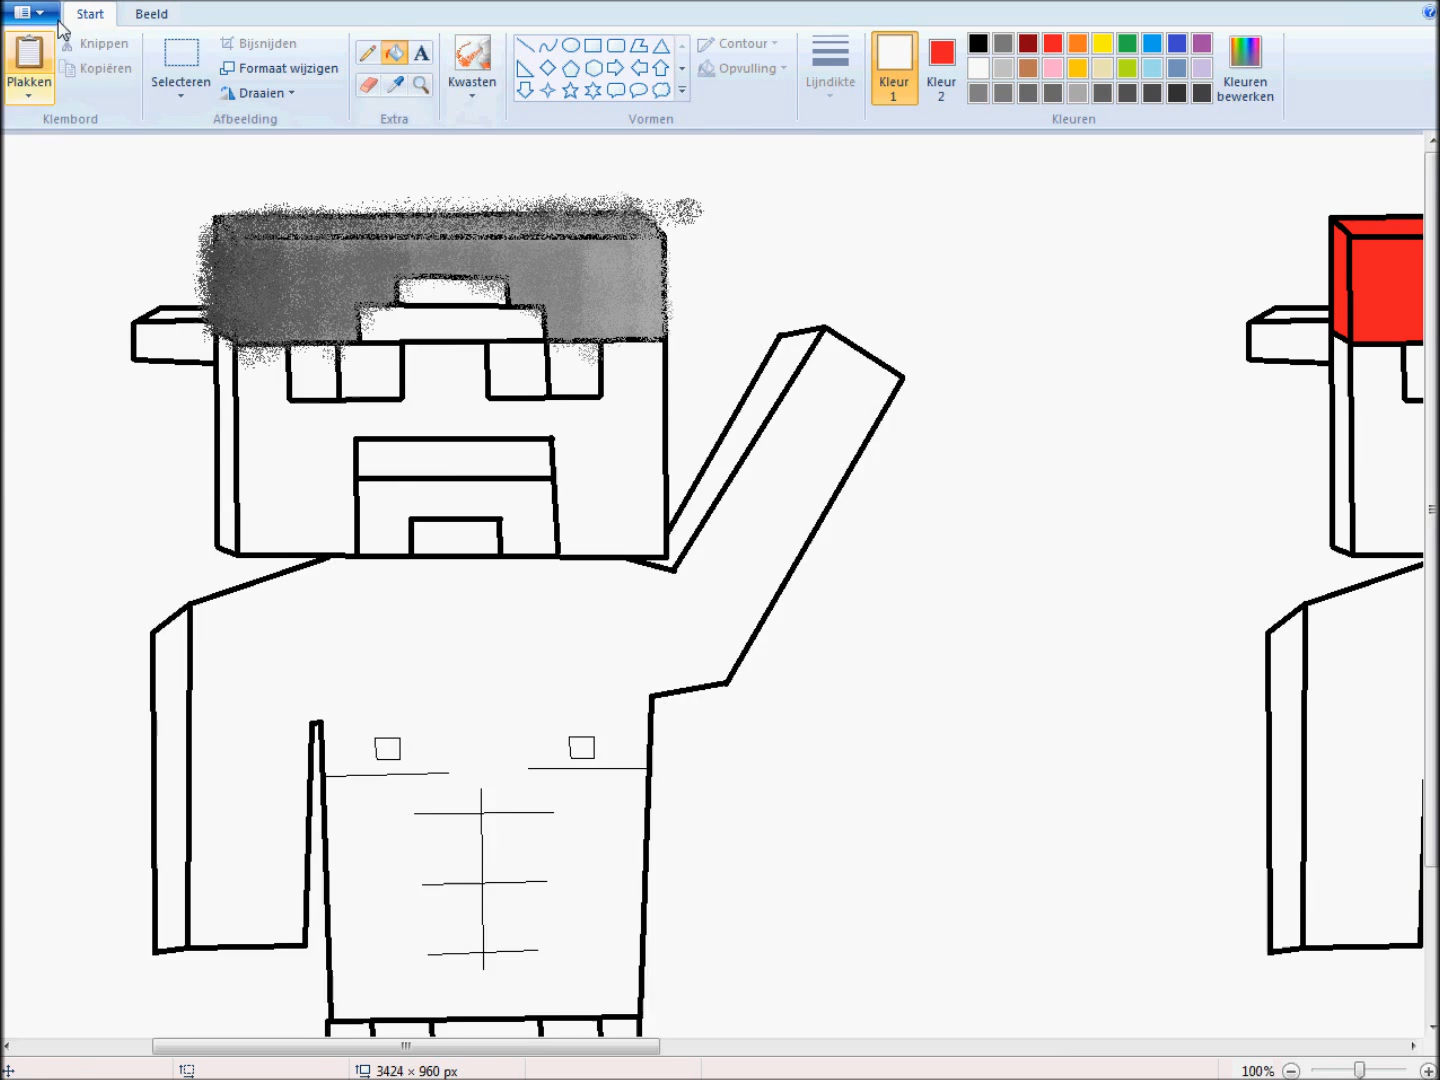 Start Beeld
Plakken
Knippen
Kopiëren
Klembord
Selecteren
Bijsnijden
Formaat wijzigen
Draaien
Afbeelding
A
Extra
Kwasten
Contour
Opvulling
Vormen
Lijndikte
Kleur
1
Kleur
2
Kleuren
bewerken
Kleuren
3424 × 960 px
100%